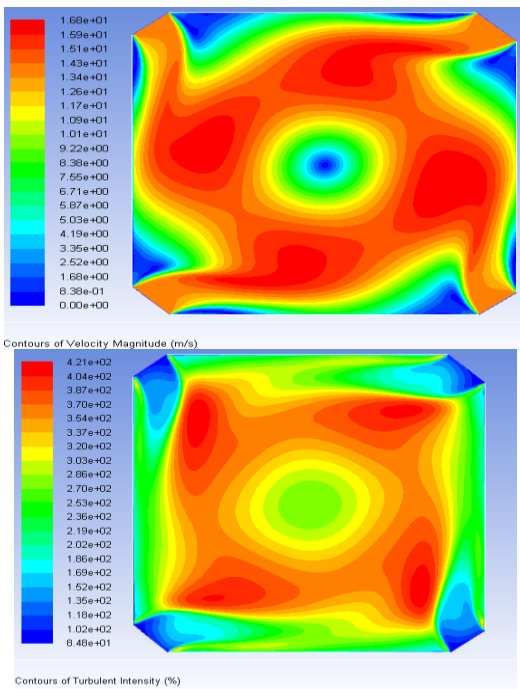 1.68e+01
1.59e+01
1.51e+01
1.43e+01
1.34e+01
1.26e+01
1.17e+01
1.09e+01
1.01e+01
9.22e+00
8.38e+00
7.55e+00
6.71e+00
5.87e+00
5.03e+00
4.19e+00
3.35e+00
2.52e+00
1.68e+00
8.38e-01
0.00e+00
Contours of Velocity Magnitude (m/s)
4.21e+02
4.04e+02
3.87e+02
3.70e+02
3.54e+02
3.37e+02
3.20e+02
3.03e+02
2.86e+02
2.70e+02
2.53e+02
2.36e+02
2.19e+02
2.02e+02
1.86e+02
1.69e+02
1.52e+02
1.35e+02
1.18e+02
1.02e+02
8.48e+01
Contours of Turbulent Intensity (%)